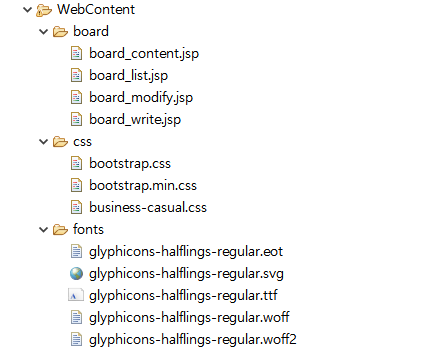 WebContent
board
board_content.jsp
board_list.jsp
board_modify.jsp
board_write.jsp
css
bootstrap.css
bootstrap.min.css
business-casual.css
fonts
glyphicons-halflings-regular.eot
glyphicons-halflings-regular.svg
glyphicons-halflings-regular.ttf
glyphicons-halflings-regular.woff
glyphicons-halflings-regular.woff2